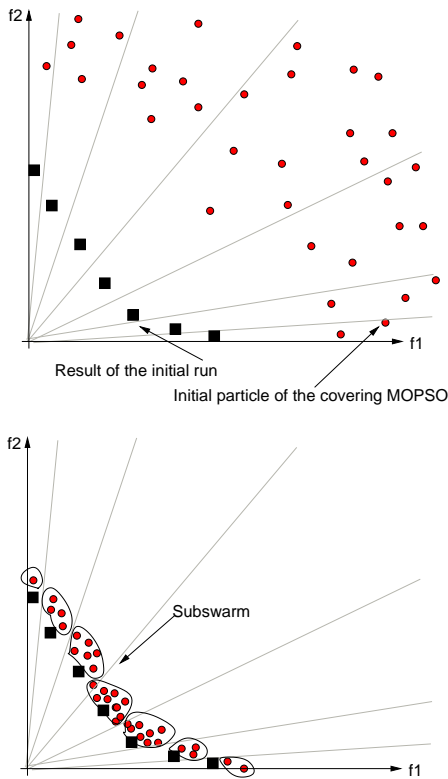 f2
f1
Result of the initial run
Initial particle of the covering MOPSO
f2
Subswarm
f1